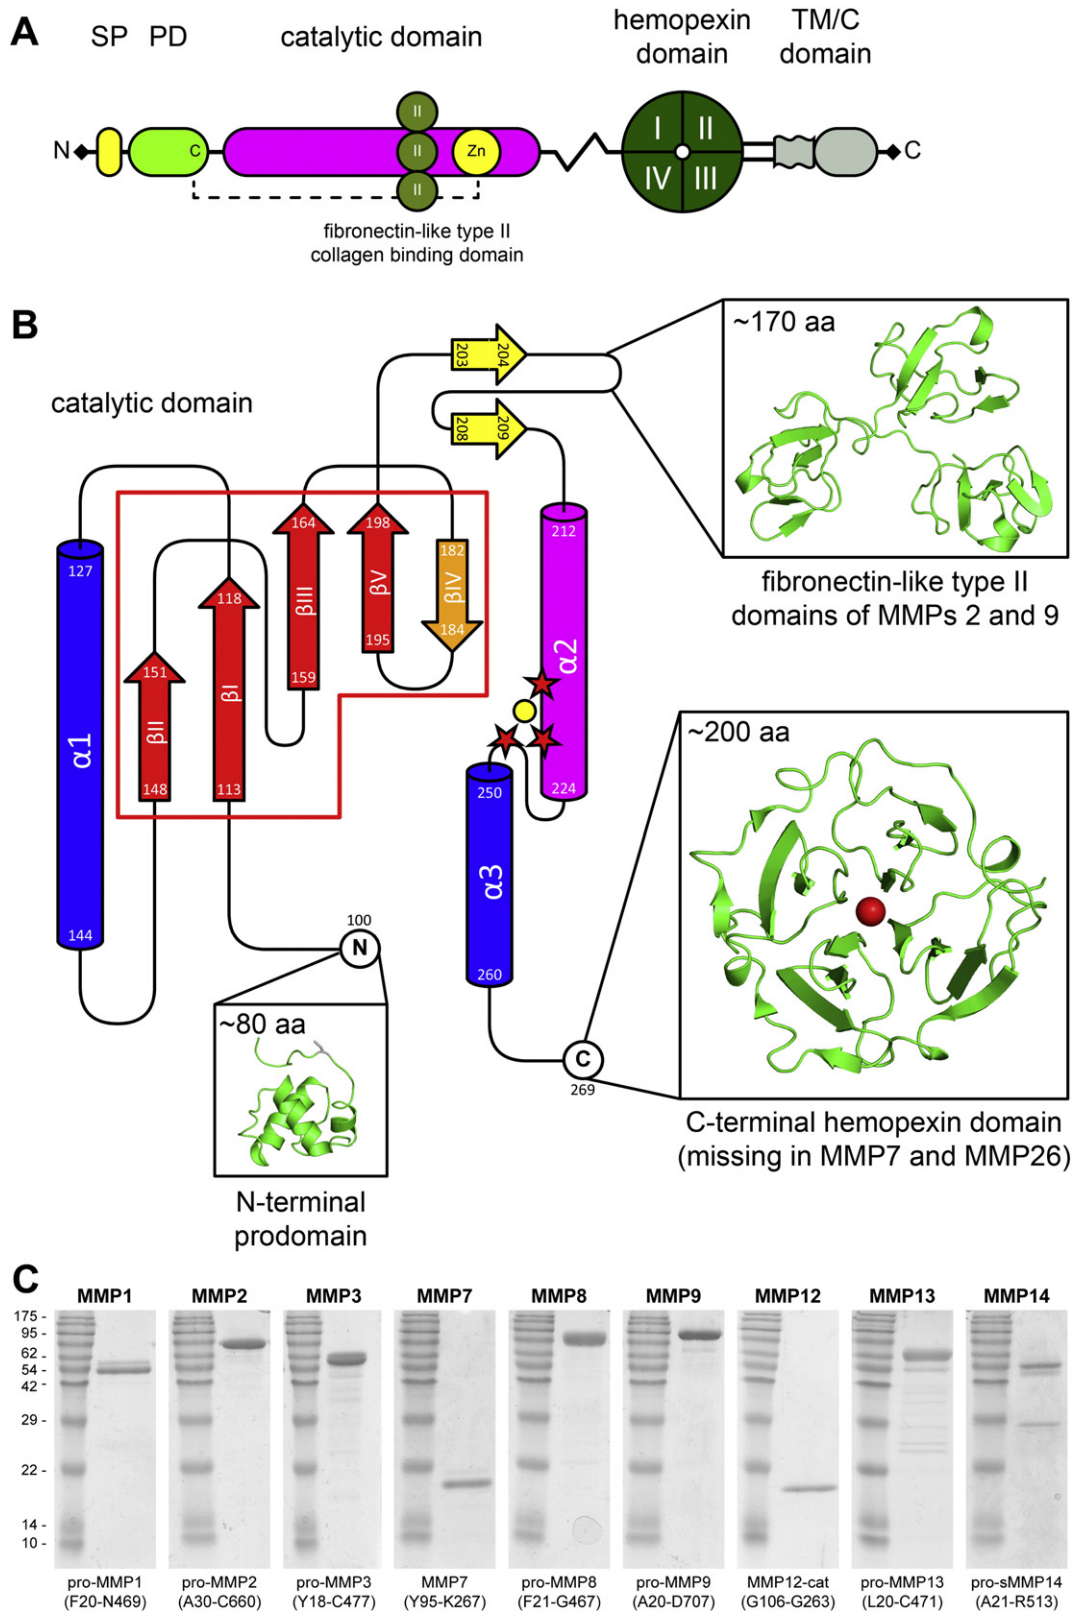 A
SP PD catalytic domain hemopexin domain TM/C domain
N C Zn II II II I II IV III C
fibronectin-like type II
collagen binding domain
B
~170 aa
catalytic domain
203 204
208 209
fibronectin-like type II
domains of MMPs 2 and 9
127 α1 144
151 βII 148
118 βI 113
164 βIII 159
198 βV 195
182 βIV 184
212 α2 224
250 α3 260
100
N
~80 aa
N-terminal
prodomain
C
269
~200 aa
C-terminal hemopexin domain
(missing in MMP7 and MMP26)
C
MMP1 MMP2 MMP3 MMP7 MMP8 MMP9 MMP12 MMP13 MMP14
175 -
95 -
62 -
54 -
42 -
29 -
22 -
14 -
10 -
pro-MMP1 pro-MMP2 pro-MMP3 MMP7 pro-MMP8 pro-MMP9 MMP12-cat pro-MMP13 pro-sMMP14
(F20-N469) (A30-C660) (Y18-C477) (Y95-K267) (F21-G467) (A20-D707) (G106-G263) (L20-C471) (A21-R513)